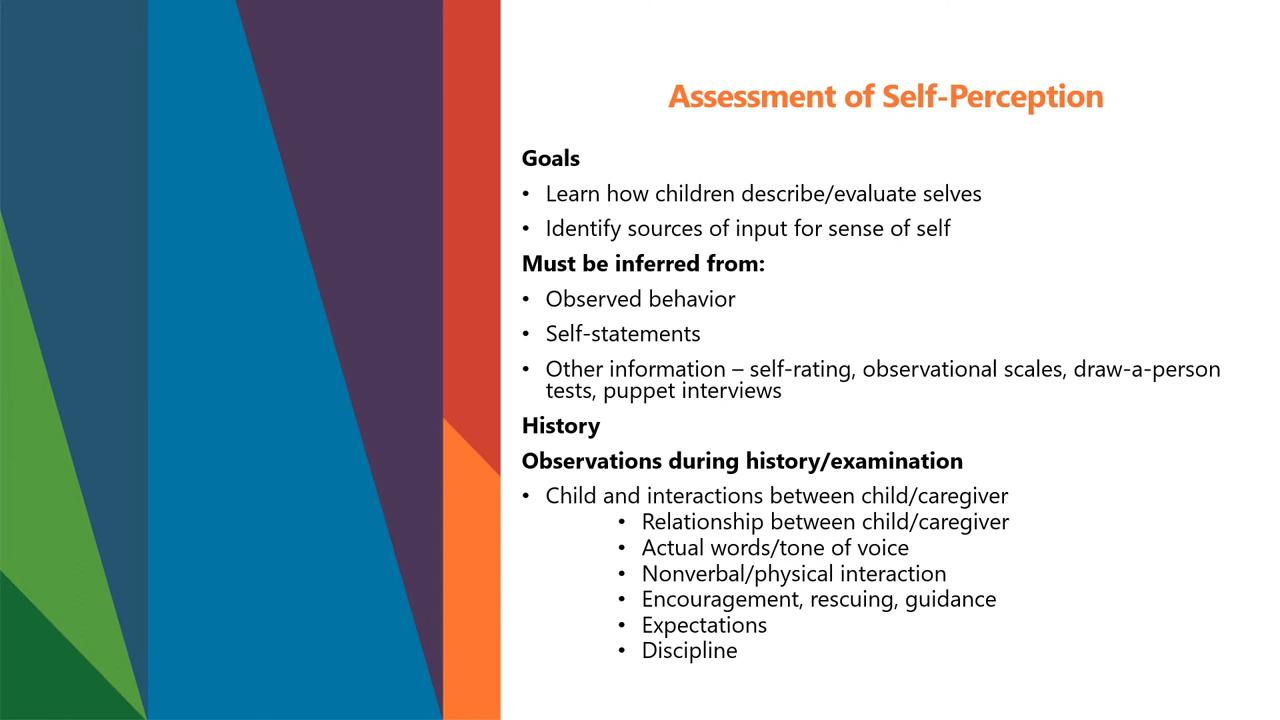 Assessment of Self-Perception
Goals
• Learn how children describe/evaluate selves
• Identify sources of input for sense of self
Must be inferred from:
• Observed behavior
• Self-statements
• Other information – self-rating, observational scales, draw-a-person
tests, puppet interviews
History
Observations during history/examination
• Child and interactions between child/caregiver
• Relationship between child/caregiver
• Actual words/tone of voice
• Nonverbal/physical interaction
• Encouragement, rescuing, guidance
• Expectations
• Discipline